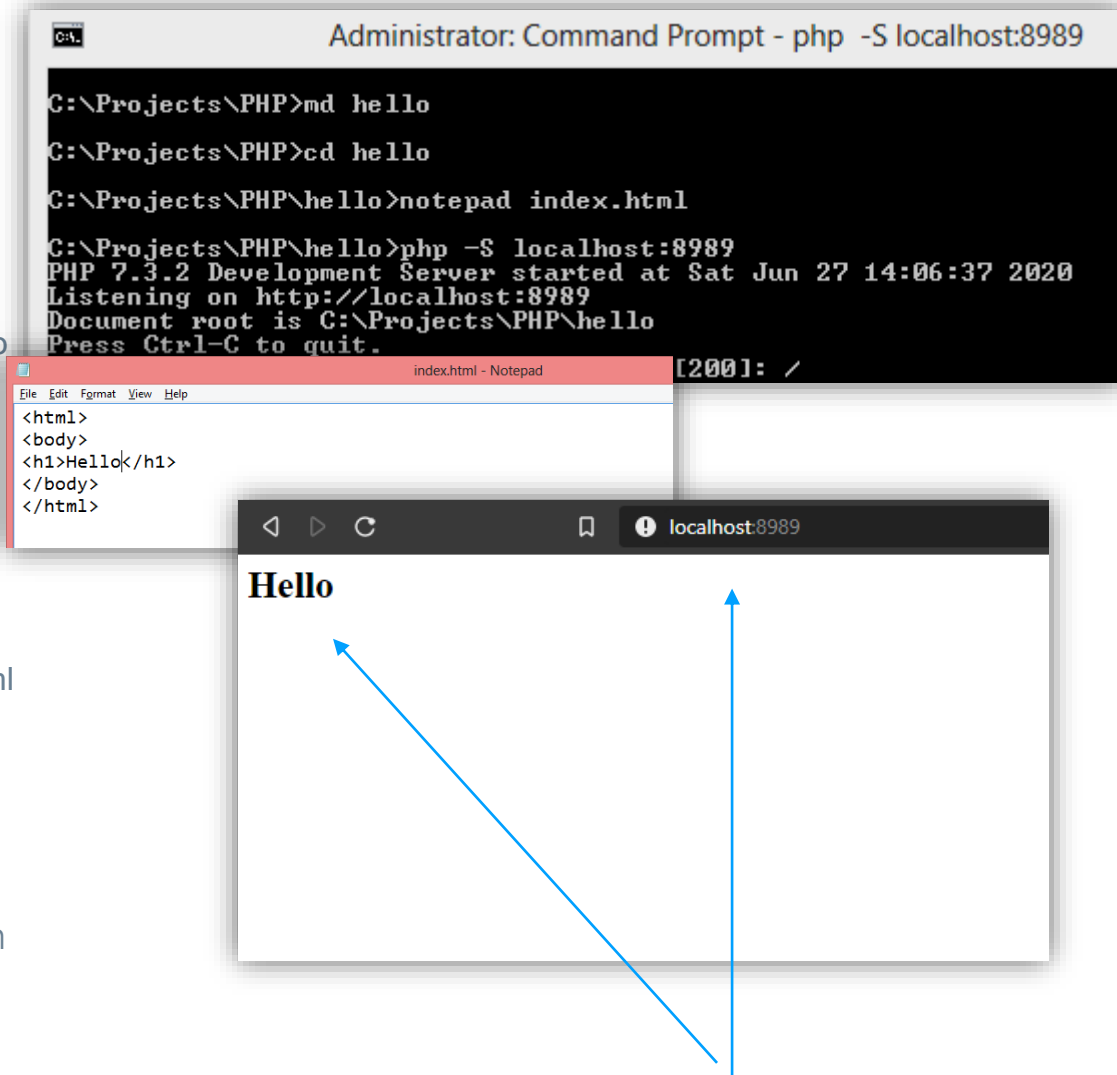 Administrator: Command Prompt - php -S localhost:8989
C:\Projects\PHP>md hello
C:\Projects\PHP>cd hello
C:\Projects\PHP\hello>notepad index.html
C:\Projects\PHP\hello>php -S localhost:8989
PHP 7.3.2 Development Server started at Sat Jun 27 14:06:37 2020
Listening on http://localhost:8989
Document root is C:\Projects\PHP\hello
Press Ctrl-C to quit.
[200]: /
index.html - Notepad
File Edit Format View Help
<html>
<body>
<h1>Hello</h1>
</body>
</html>
localhost:8989
Hello